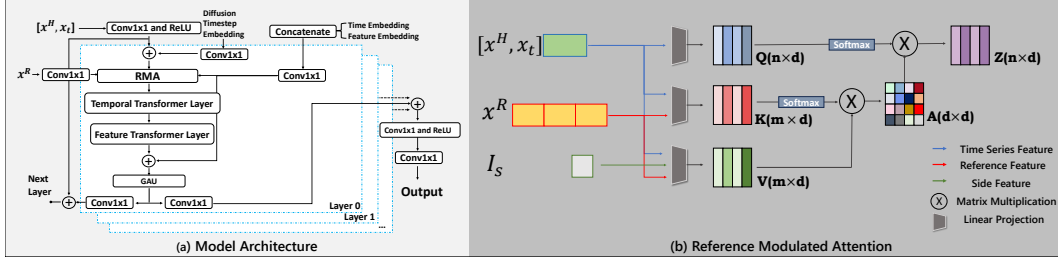 [x^H, x_t]
Conv1x1 and ReLU
Diffusion
Timestep
Embedding
Conv1x1
Concatenate
Time Embedding
Feature Embedding
Conv1x1
x^R
Conv1x1
RMA
Temporal Transformer Layer
Feature Transformer Layer
GAU
Next
Layer
Conv1x1
Conv1x1
Layer 0
Layer 1
...
Conv1x1 and ReLU
Conv1x1
Output
(a) Model Architecture
[x^H, x_t]
Q(n×d)
Softmax
X
Z(n×d)
x^R
K(m × d)
Softmax
X
A(d×d)
I_s
V(m×d)
Time Series Feature
Reference Feature
Side Feature
X Matrix Multiplication
Linear Projection
(b) Reference Modulated Attention